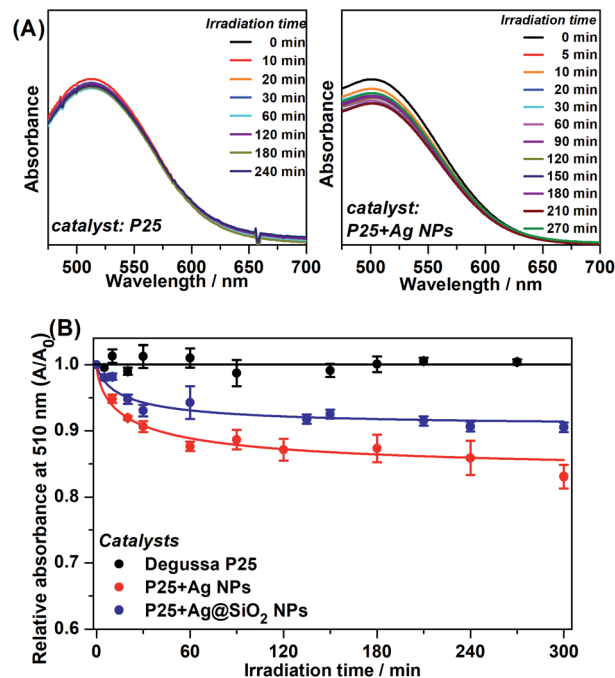 (A)
Irradiation time
0 min
10 min
20 min
30 min
60 min
120 min
180 min
240 min
catalyst: P25
Absorbance
500 550 600 650 700
Wavelength / nm
Irradiation time
0 min
5 min
10 min
20 min
30 min
60 min
90 min
120 min
150 min
180 min
210 min
270 min
catalyst:
P25+Ag NPs
Absorbance
500 550 600 650 700
Wavelength / nm
(B)
Relative absorbance at 510 nm (A/A0)
1.0
0.9
0.8
0.7
0.6
Catalysts
Degussa P25
P25+Ag NPs
P25+Ag@SiO2 NPs
0 60 120 180 240 300
Irradiation time / min